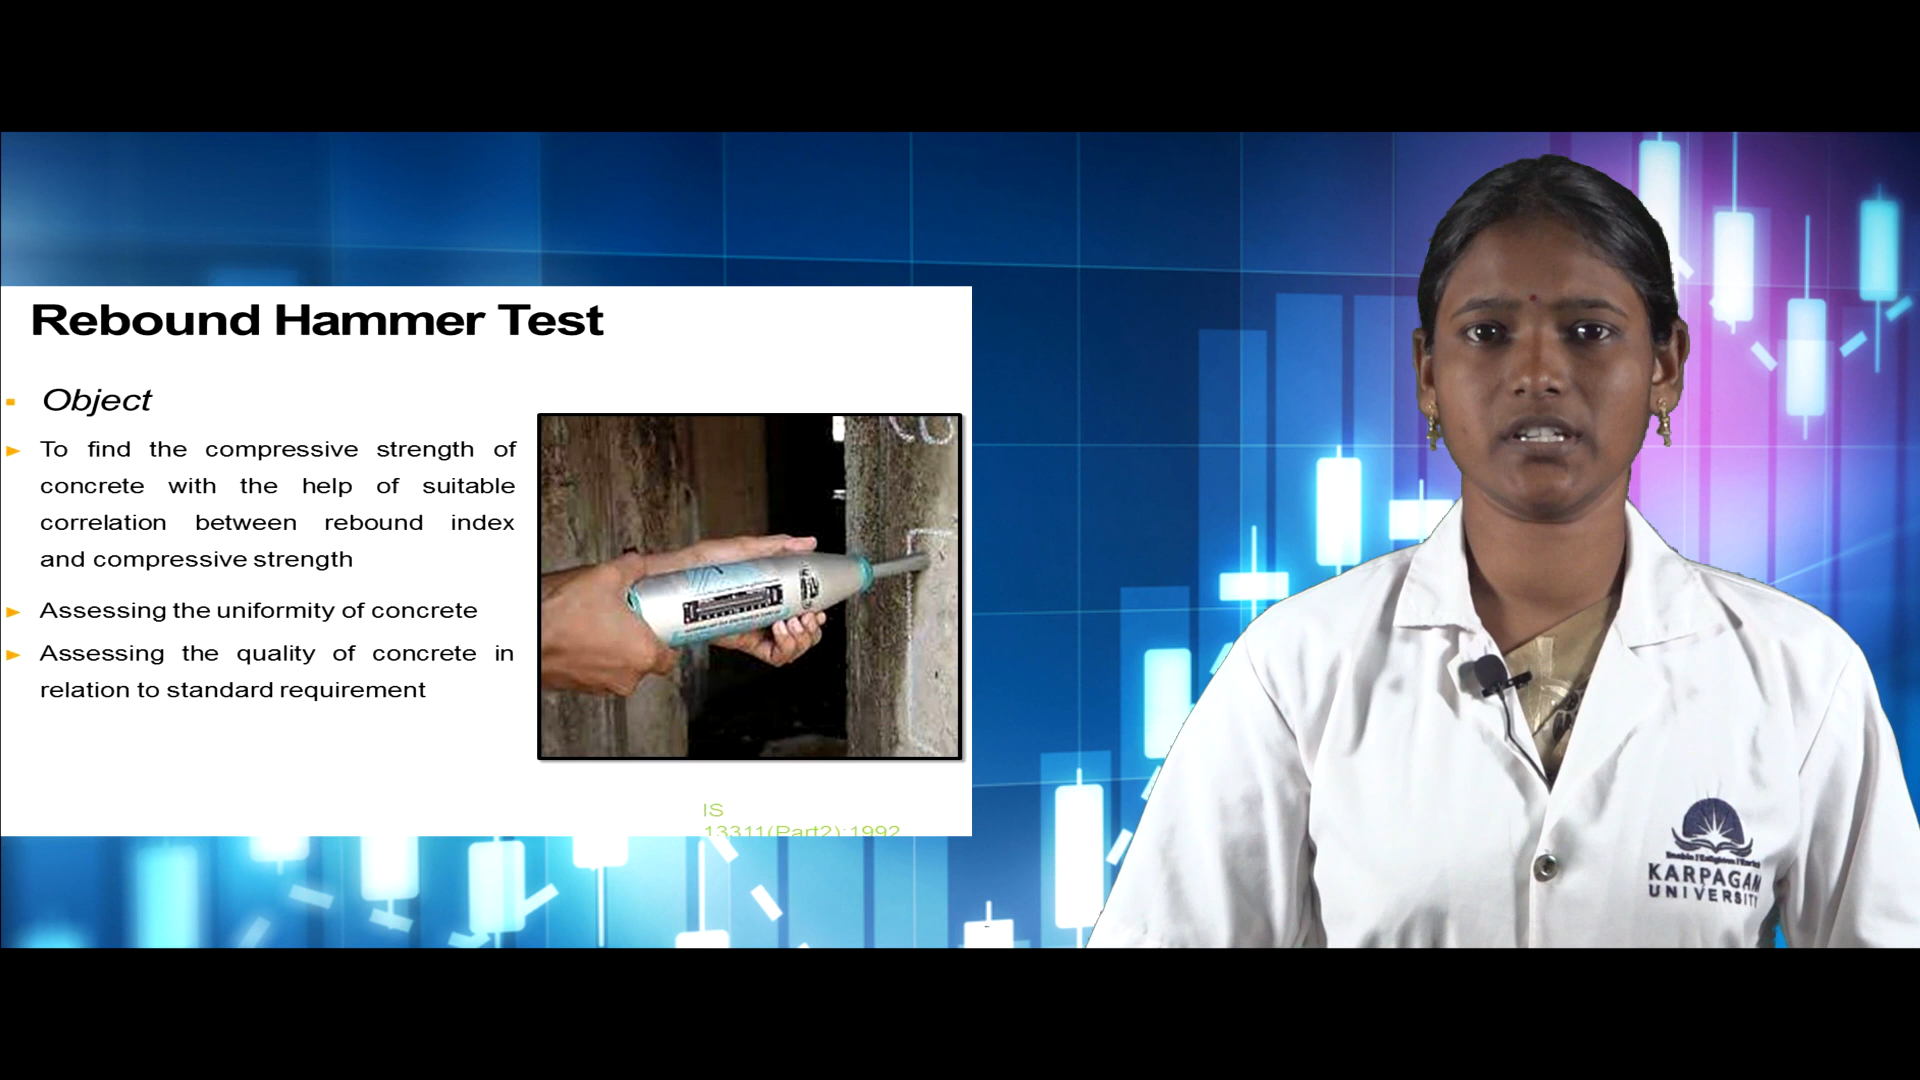 Rebound Hammer Test
Object
To find the compressive strength of
concrete with the help of suitable
correlation between rebound index
and compressive strength
Assessing the uniformity of concrete
Assessing the quality of concrete in
relation to standard requirement
IS
13311(Part2):1992
KARPAGAM
UNIVERSITY